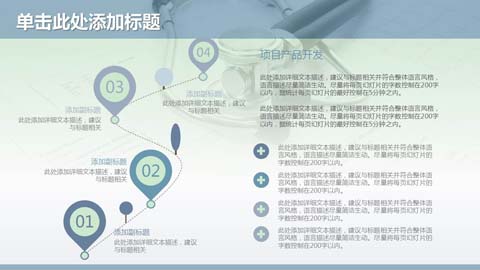 单击此处添加标题
04
03
添加副标题
此处添加详细文本描述，建议
与标题相关
添加副标题
此处添加详细文本描述，建议
与标题相关
添加副标题
此处添加详细文本描述，建议
与标题相关
02
01
添加副标题
此处添加详细文本描述，建议
与标题相关
项目产品开发
此处添加详细文本描述，建议与标题相关并符合整体语言风格，
语言描述尽量简洁生动。尽量将每页幻灯片的字数控制在200字
以内，据统计每页幻灯片的最好控制在5分钟之内。
此处添加详细文本描述，建议与标题相关并符合整体语言风格，
语言描述尽量简洁生动。尽量将每页幻灯片的字数控制在200字
以内，据统计每页幻灯片的最好控制在5分钟之内。
此处添加详细文本描述，建议与标题相关并符合整体语
言风格，语言描述尽量简洁生动。尽量将每页幻灯片的
字数控制在200字以内。
此处添加详细文本描述，建议与标题相关并符合整体语
言风格，语言描述尽量简洁生动。尽量将每页幻灯片的
字数控制在200字以内。
此处添加详细文本描述，建议与标题相关并符合整体语
言风格，语言描述尽量简洁生动。尽量将每页幻灯片的
字数控制在200字以内。
此处添加详细文本描述，建议与标题相关并符合整体语
言风格，语言描述尽量简洁生动。尽量将每页幻灯片的
字数控制在200字以内。